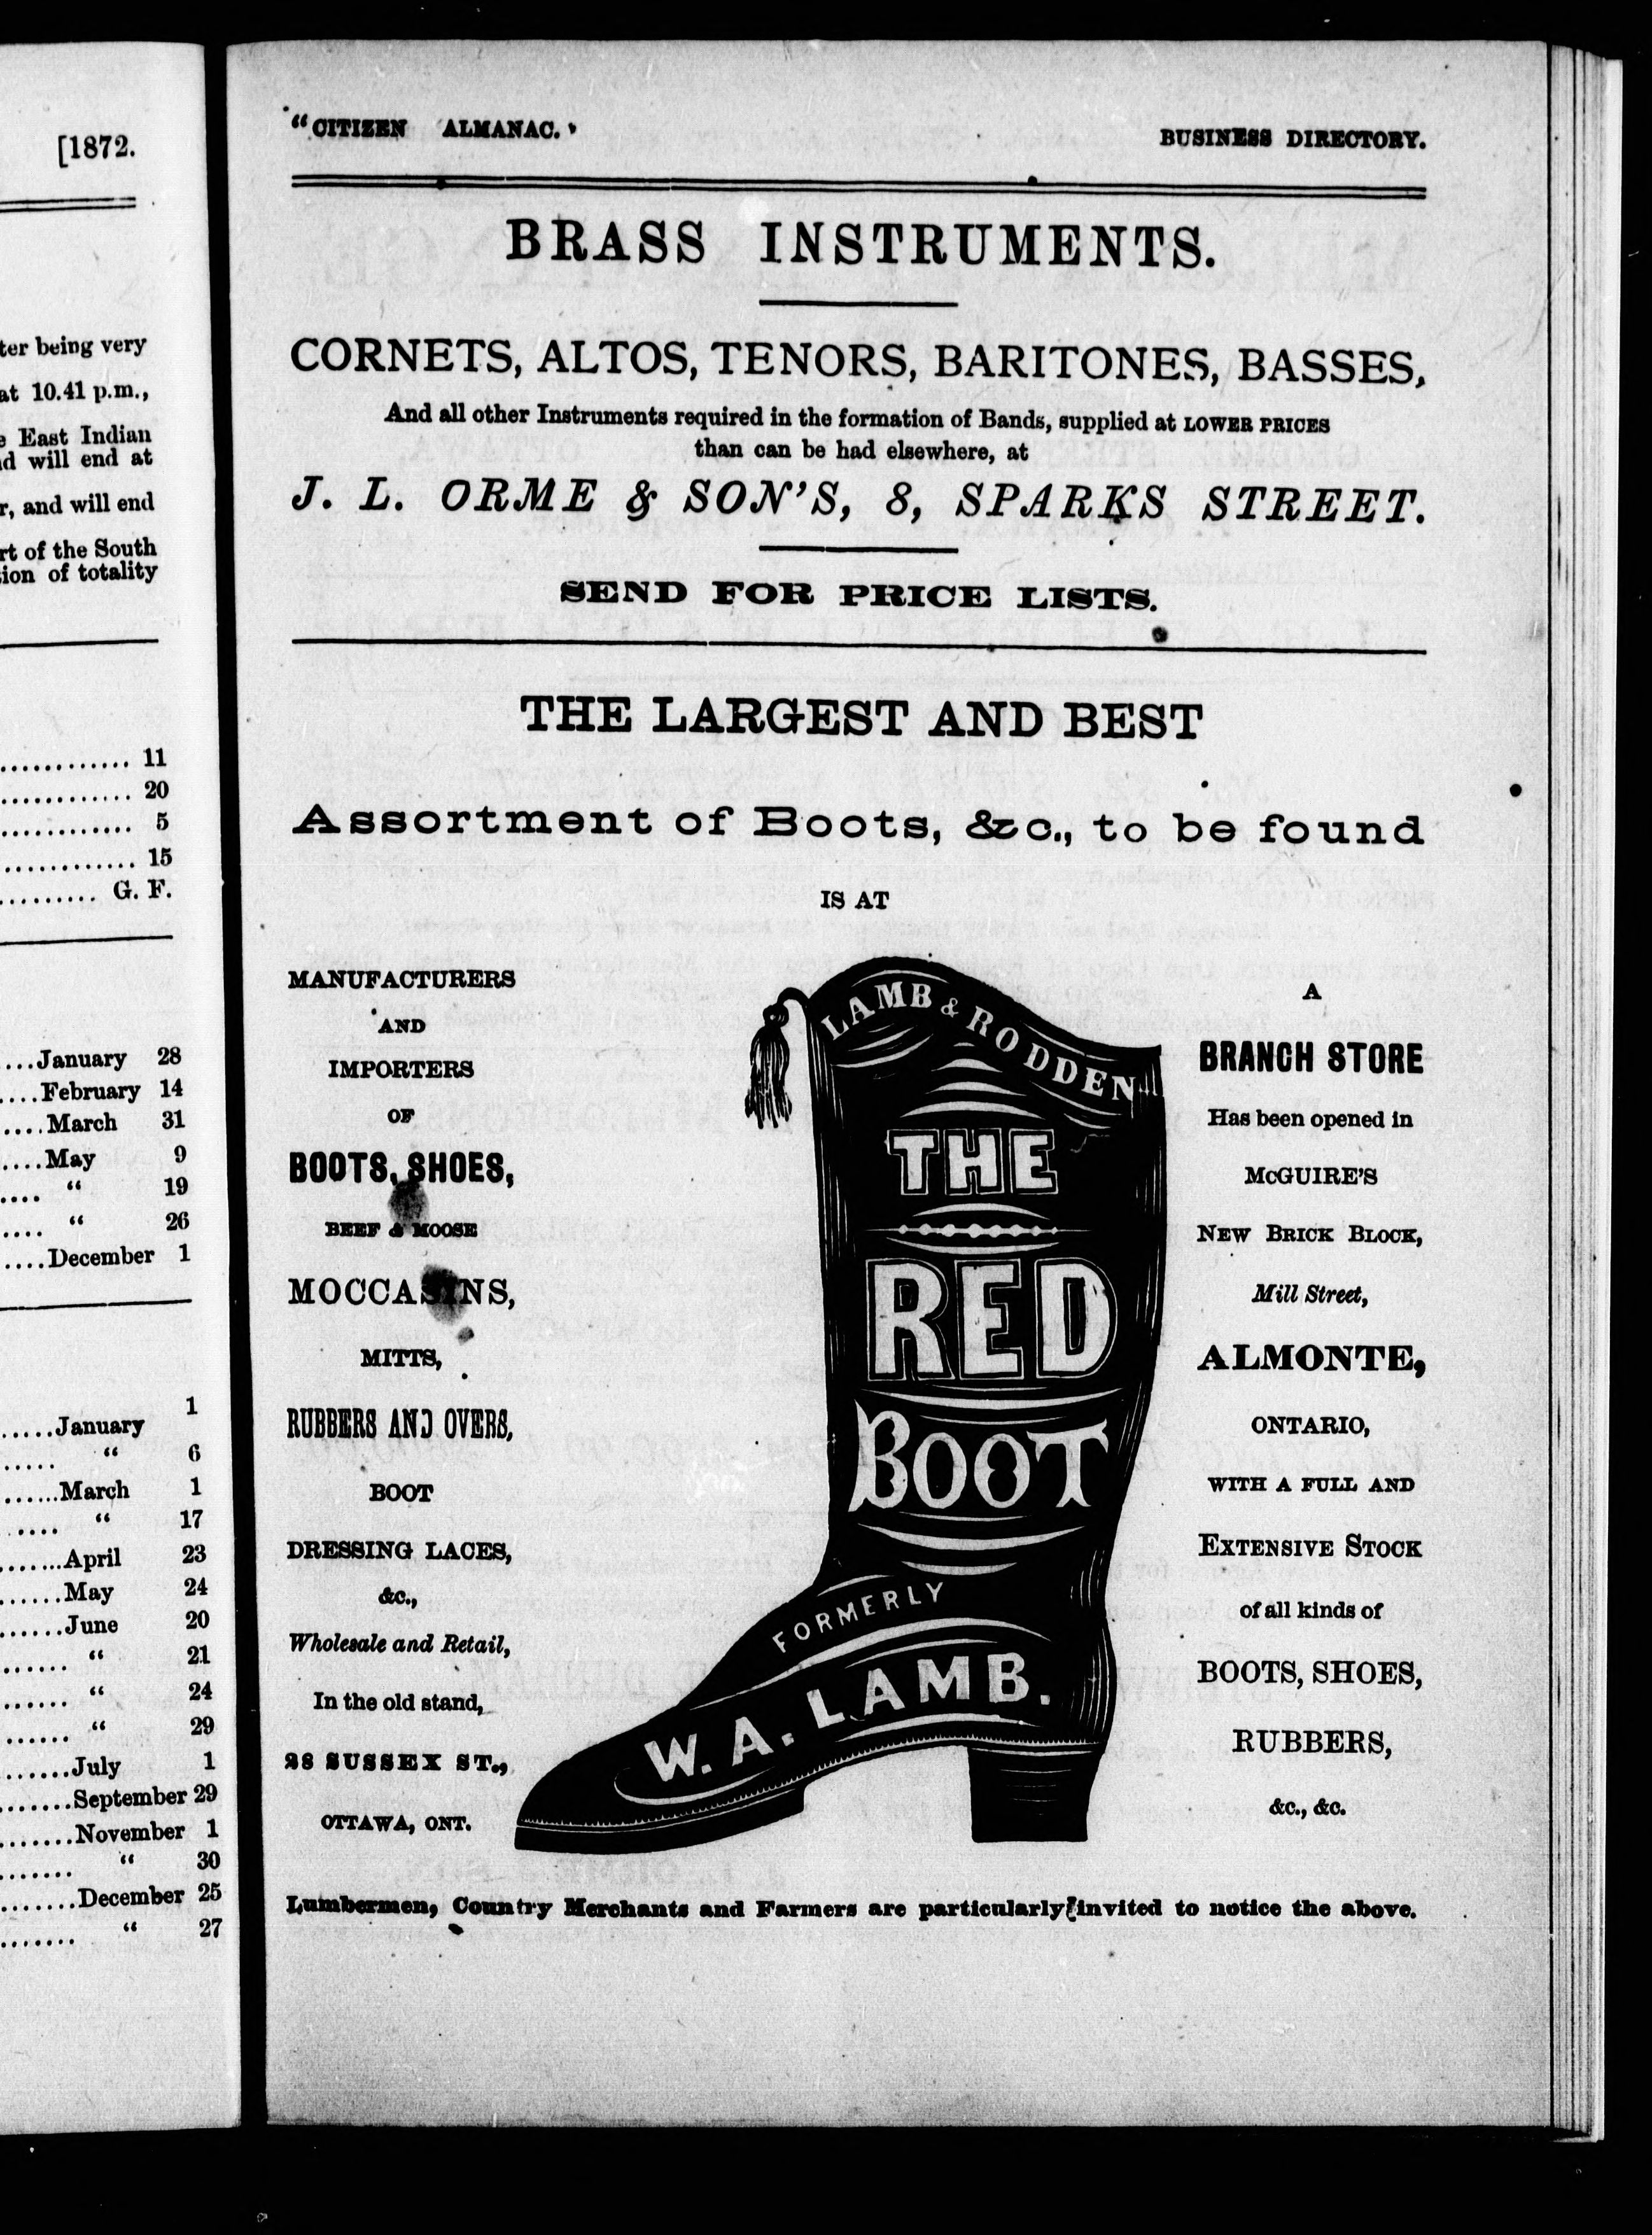 [1872.
ter being very
at 10.41 p.m.,
e East Indian
nd will end at
r, and will end
rt of the South
tion of totality
............ 11
............. 20
............. 5
............. 15
.......... G. F.
....January 28
....February 14
....March 31
....May 9
.... “ 19
.... “ 26
....December 1
1
.....January
..... “ 6
......March 1
.... “ 17
.......April 23
......May 24
......June 20
...... “ 21
...... “ 24
...... “ 29
......July 1
.......September 29
.......November 1
....... “ 30
.......December 25
....... “ 27
“CITIZEN ALMANAC.”
BUSINESS DIRECTORY.
BRASS INSTRUMENTS.
CORNETS, ALTOS, TENORS, BARITONES, BASSES,
And all other Instruments required in the formation of Bands, supplied at LOWER PRICES
than can be had elsewhere, at
J. L. ORME & SON’S, 8, SPARKS STREET.
SEND FOR PRICE LISTS.
THE LARGEST AND BEST
Assortment of Boots, &c., to be found
IS AT
MANUFACTURERS
AND
IMPORTERS
OF
BOOTS, SHOES,
BEEF & MOOSE
MOCCASINS,
MITTS,
RUBBERS AND OVERS,
BOOT
DRESSING LACES,
&c.,
Wholesale and Retail,
In the old stand,
28 SUSSEX ST.,
OTTAWA, ONT.
LAMB & RODDEN
THE
RED
BOOT
FORMERLY
W. A. LAMB.
A
BRANCH STORE
Has been opened in
McGUIRE’S
NEW BRICK BLOCK,
Mill Street,
ALMONTE,
ONTARIO,
WITH A FULL AND
EXTENSIVE STOCK
of all kinds of
BOOTS, SHOES,
RUBBERS,
&c., &c.
Lumbermen, Country Merchants and Farmers are particularly invited to notice the above.